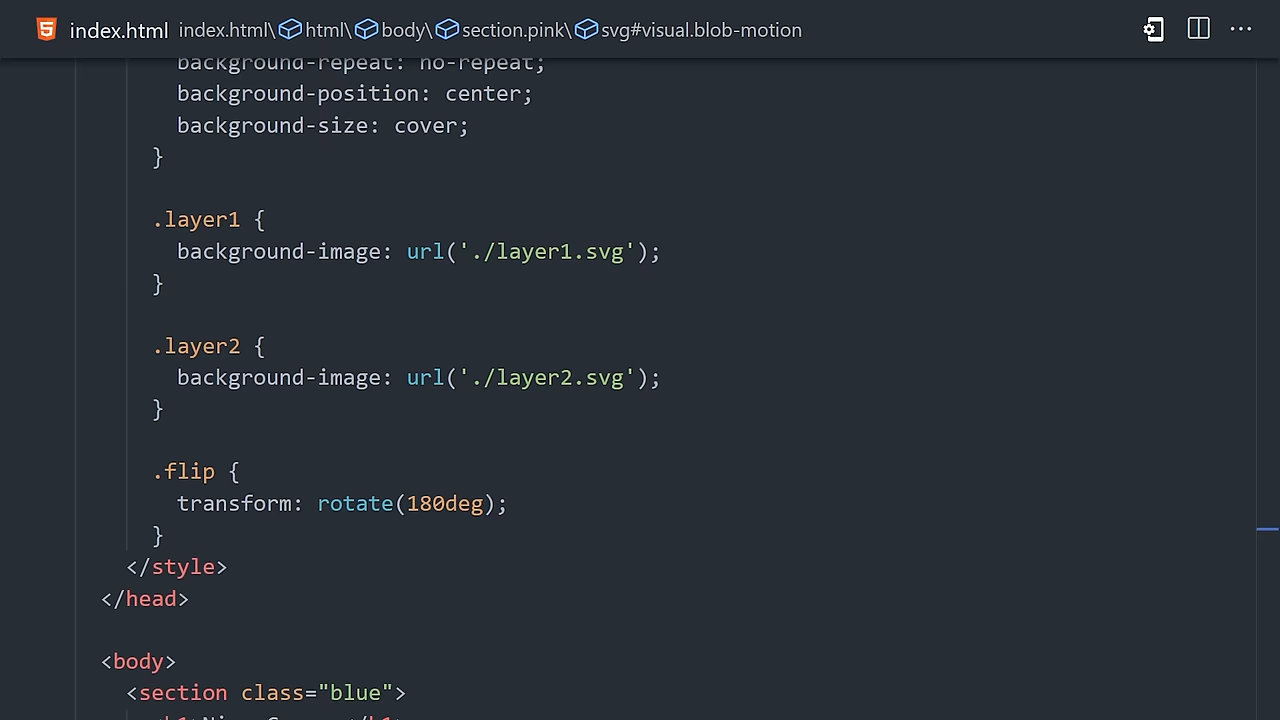 index.html index.html\html\body\section.pink\svg#visual.blob-motion
background-repeat: no-repeat;
background-position: center;
background-size: cover;
}
.layer1 {
background-image: url('./layer1.svg');
}
.layer2 {
background-image: url('./layer2.svg');
}
.flip {
transform: rotate(180deg);
}
</style>
</head>
<body>
<section class="blue">